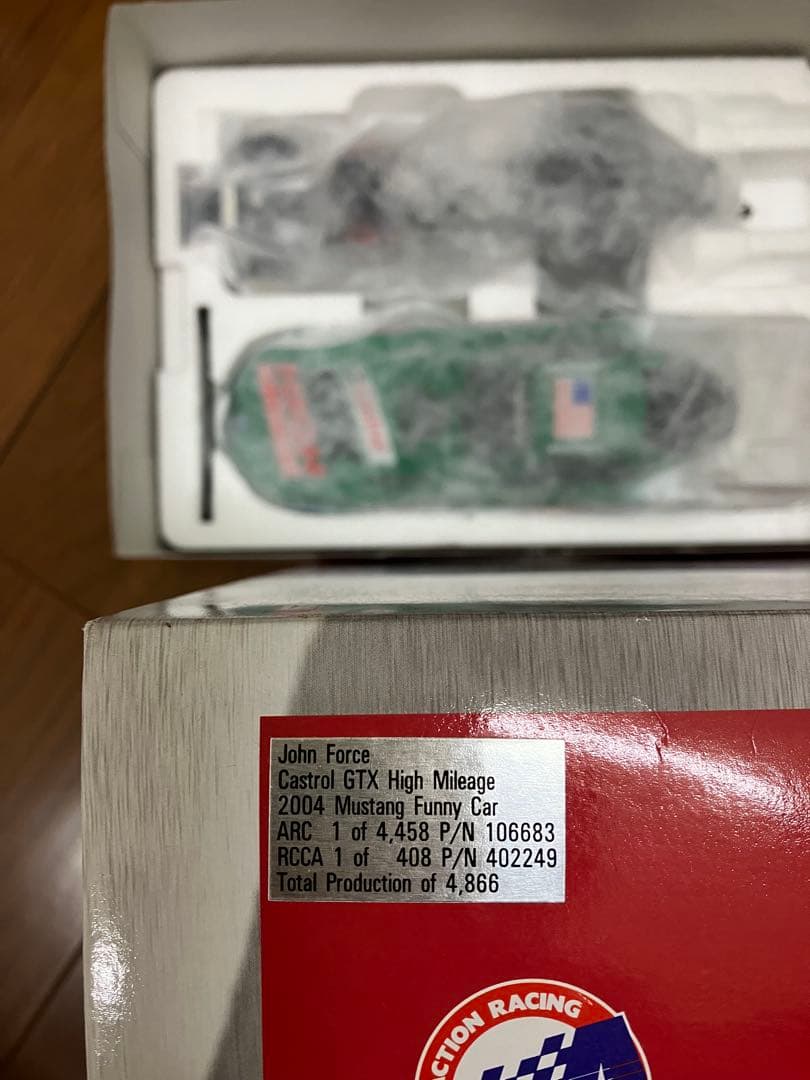 John Force
Castrol GTX High Mileage
2004 Mustang Funny Car
ARC 1 of 4,458 P/N 106683
RCCA 1 of 408 P/N 402249
Total Production of 4,866
CTION RACING